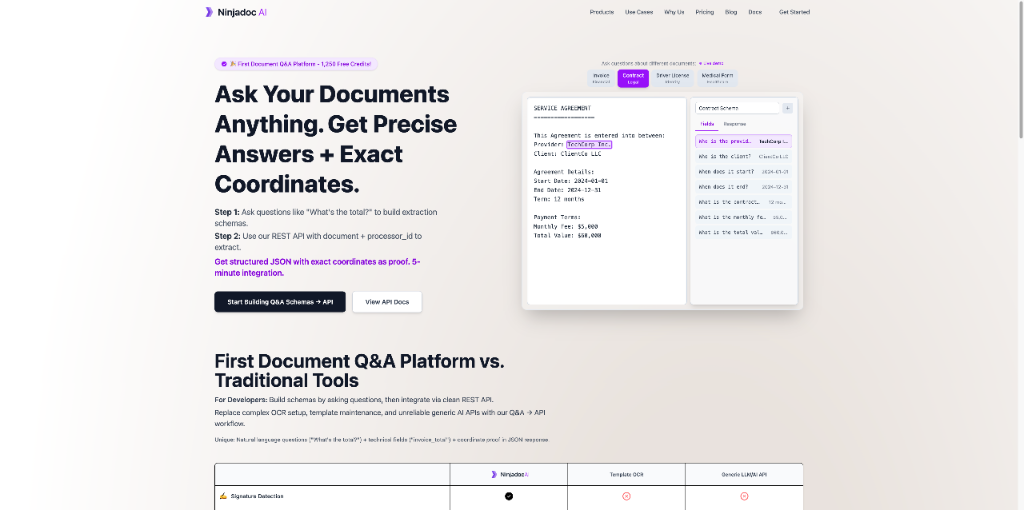 Ninjadoc AI
Products Use Cases Why Us Pricing Blog Docs Get Started
🎉 First Document Q&A Platform - 1,250 Free Credits!
Ask Your Documents
Anything. Get Precise
Answers + Exact
Coordinates.
Step 1: Ask questions like "What's the total?" to build extraction
schemas.
Step 2: Use our REST API with document + processor_id to
extract.
Get structured JSON with exact coordinates as proof. 5-
minute integration.
Start Building Q&A Schemas → API
View API Docs
Ask questions about different documents:
Invoice
Contract
Legal
Driver License
Identity
Medical Form
SERVICE AGREEMENT
==================
This Agreement is entered into between:
Provider: TechCorp Inc.
Client: ClientCo LLC
Agreement Details:
Start Date: 2024-01-01
End Date: 2024-12-31
Term: 12 months
Payment Terms:
Monthly Fee: $5,000
Total Value: $60,000
Contract Schema +
Fields Response
Who is the provid… TechCorp I…
Who is the client? ClientCo LLC
When does it start? 2024-01-01
When does it end? 2024-12-31
What is the contract… 12 mo…
What is the monthly fe… $5,0…
What is the total val… $60,0…
First Document Q&A Platform vs.
Traditional Tools
For Developers: Build schemas by asking questions, then integrate via clean REST API.
Replace complex OCR setup, template maintenance, and unreliable generic AI APIs with our Q&A → API
workflow.
Unique: Natural language questions ("What's the total?") + technical fields ("invoice_total") + coordinate proof in JSON response
Ninjadoc AI Template OCR Generic LLM/AI API
✍️ Signature Detection